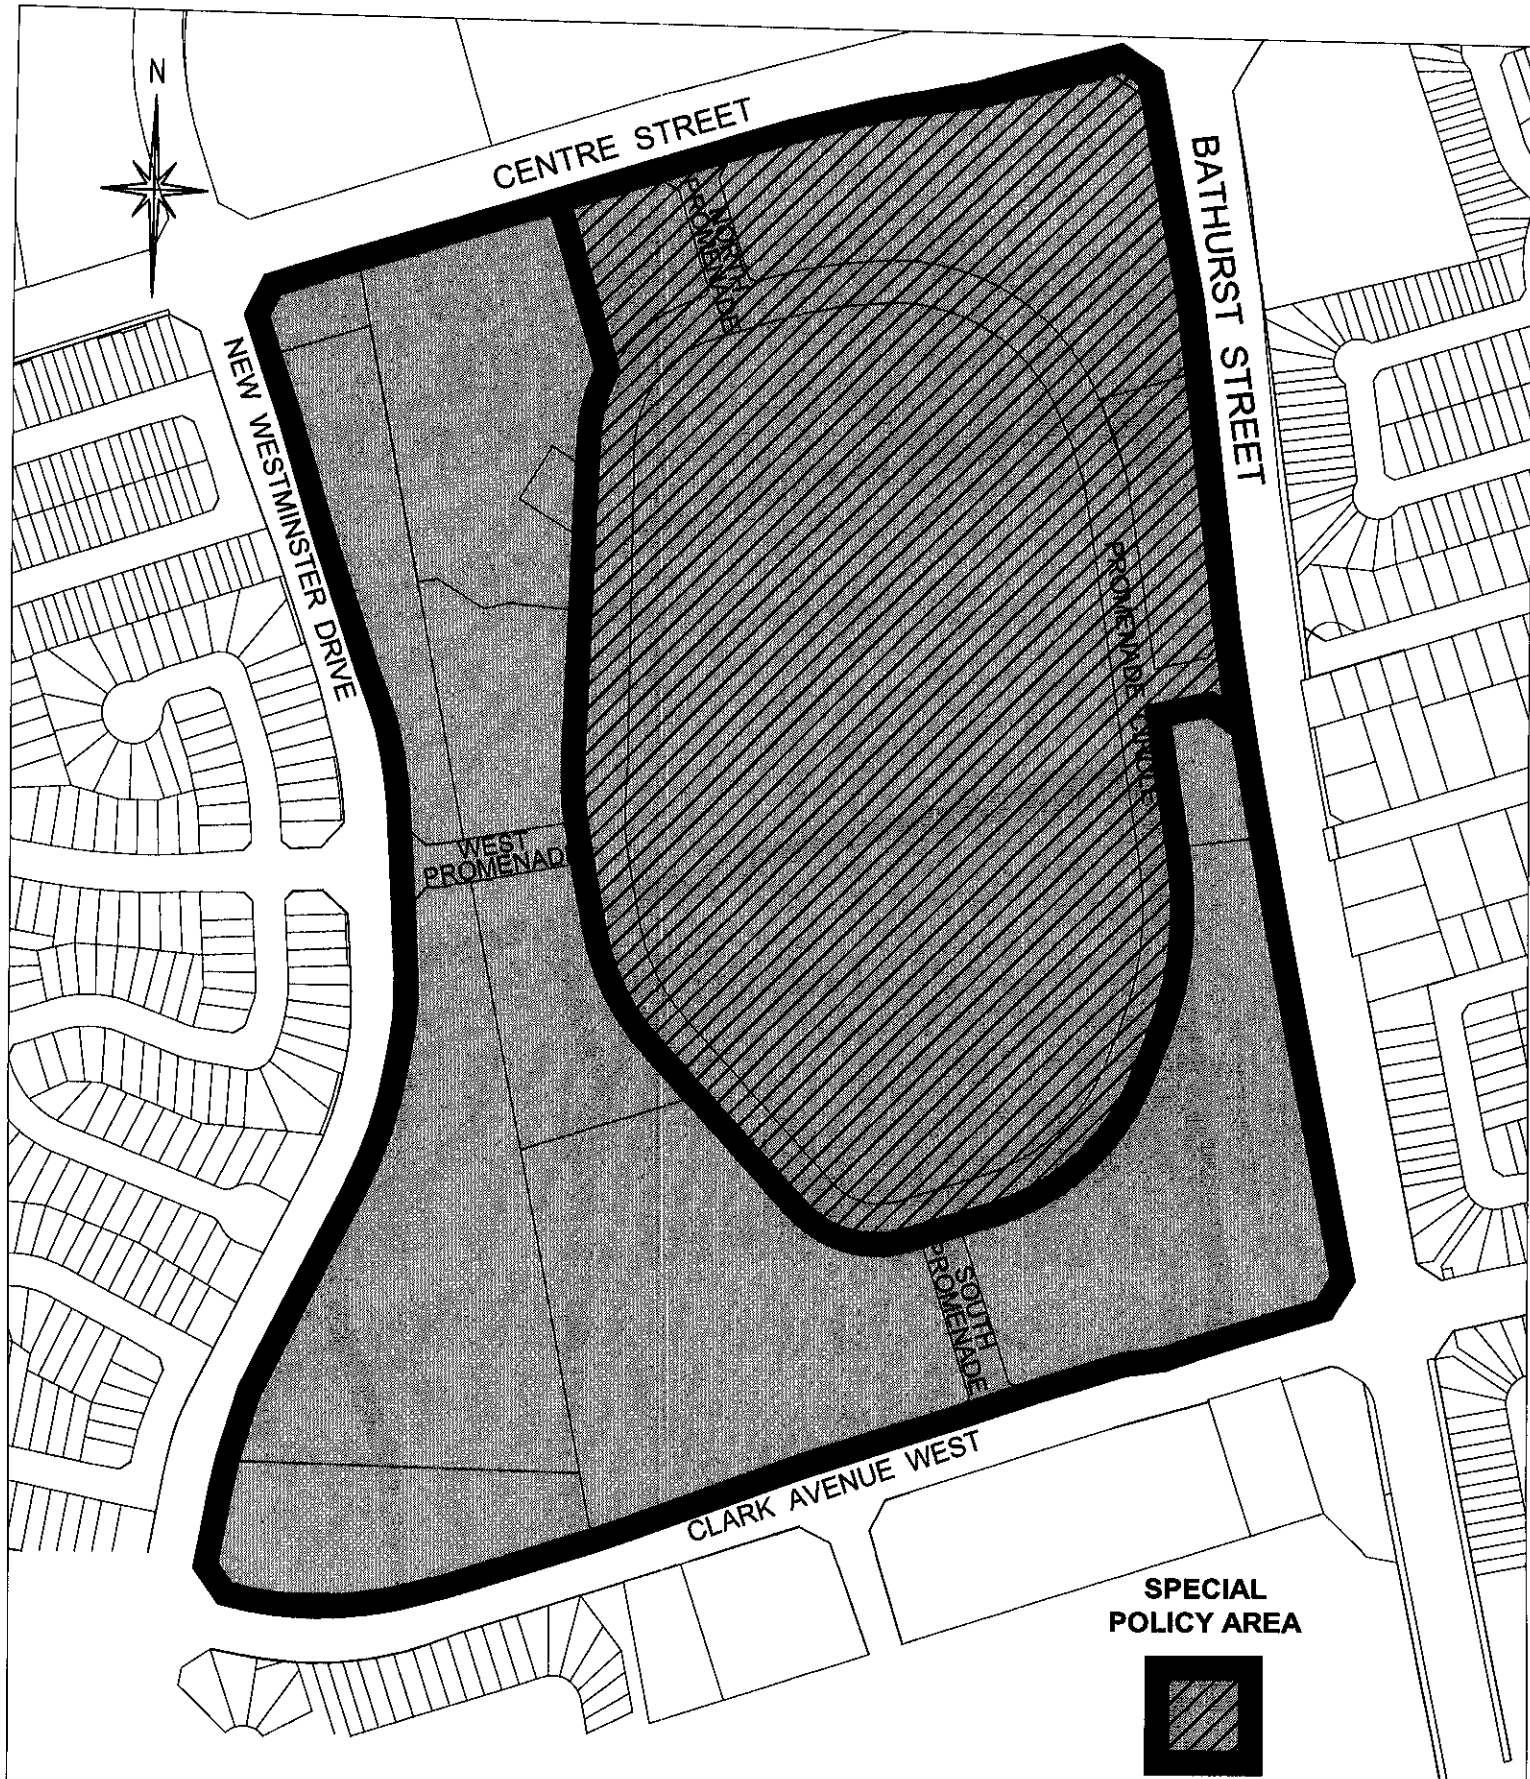 N
CENTRE STREET
BATHURST STREET
NORTH
PROMENADE
NEW WESTMINSTER DRIVE
PROMENADE CIRCLE
WEST
PROMENADE
SOUTH
PROMENADE
CLARK AVENUE WEST
SPECIAL
POLICY AREA